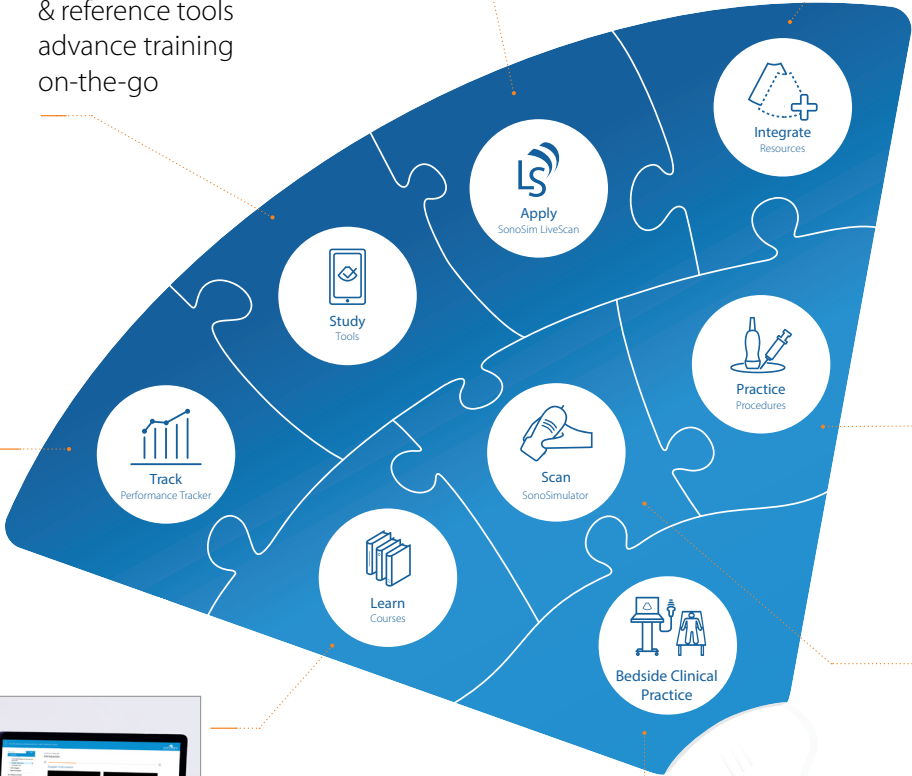 & reference tools
advance training
on-the-go
Integrate
Resources
LS
Apply
SonoSim LiveScan
Study
Tools
Practice
Procedures
Track
Performance Tracker
Scan
SonoSimulator
Learn
Courses
Bedside Clinical
Practice